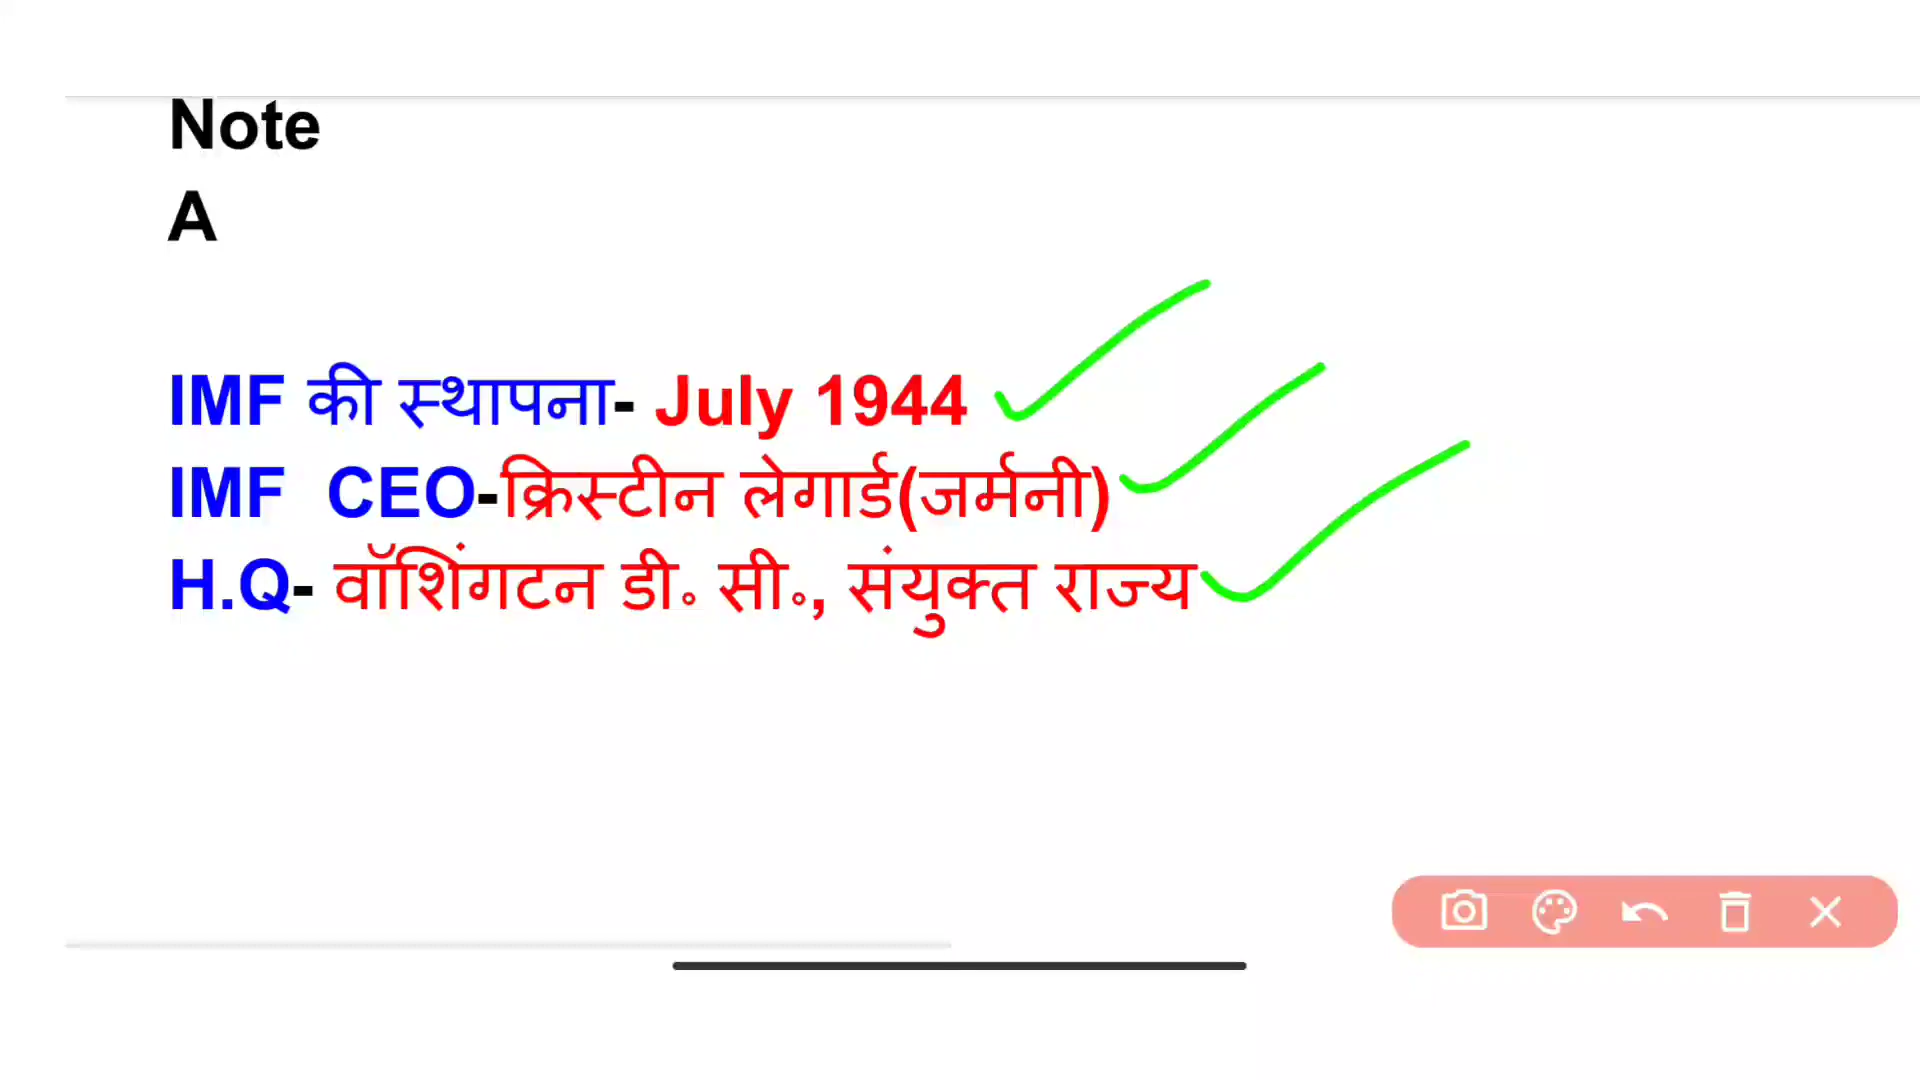 Note
A
IMF की स्थापना- July 1944
IMF CEO-क्रिस्टीन लेगार्ड(जर्मनी)
H.Q- वॉशिंगटन डी॰ सी॰, संयुक्त राज्य